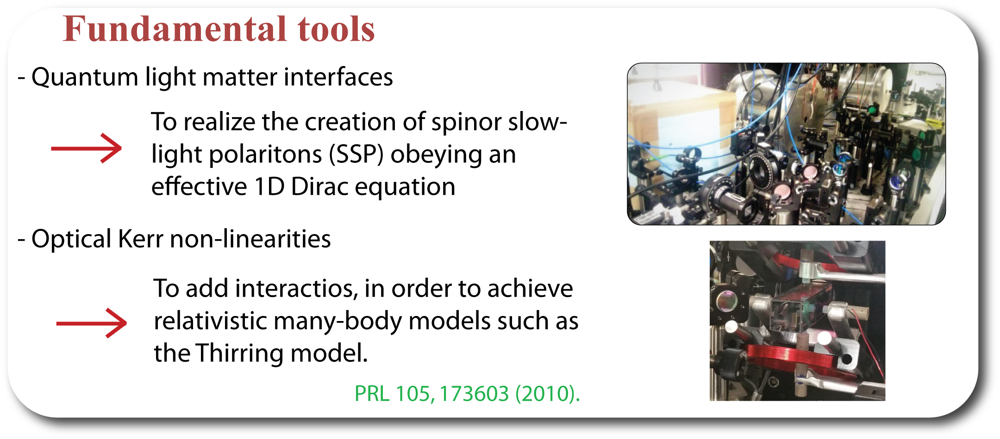 Fundamental tools
- Quantum light matter interfaces
To realize the creation of spinor slow-
light polaritons (SSP) obeying an
effective 1D Dirac equation
- Optical Kerr non-linearities
To add interactios, in order to achieve
relativistic many-body models such as
the Thirring model.
PRL 105, 173603 (2010).